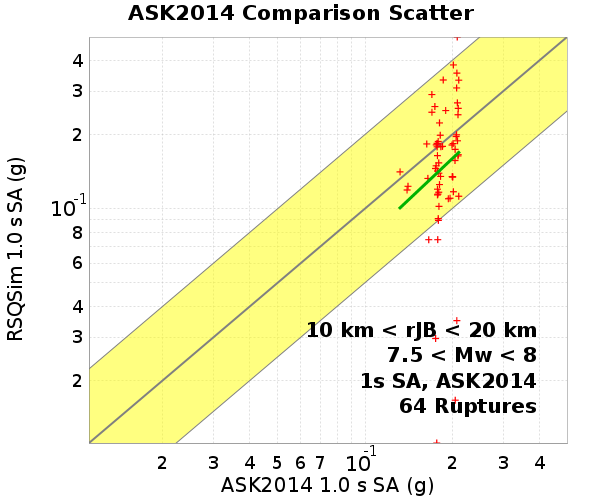 ASK2014 Comparison Scatter
RSQSim 1.0 s SA (g)
4
3
2
10-1
8
6
4
3
2
10 km < rJB < 20 km
7.5 < Mw < 8
1s SA, ASK2014
64 Ruptures
2 3 4 5 6 7 10-1 2 3 4
ASK2014 1.0 s SA (g)